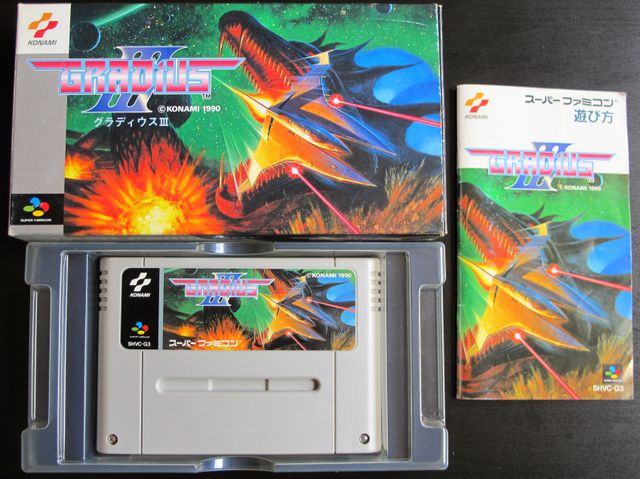 KONAMI
III
GRADIUS
TM
© KONAMI 1990
グラディウスIII
SUPER FAMICOM
スーパーファミコン
遊び方
III
GRADIUS
© KONAMI 1990
SHVC-G3
KONAMI
III
GRADIUS
© KONAMI 1990
スーパーファミコン
SHVC-G3